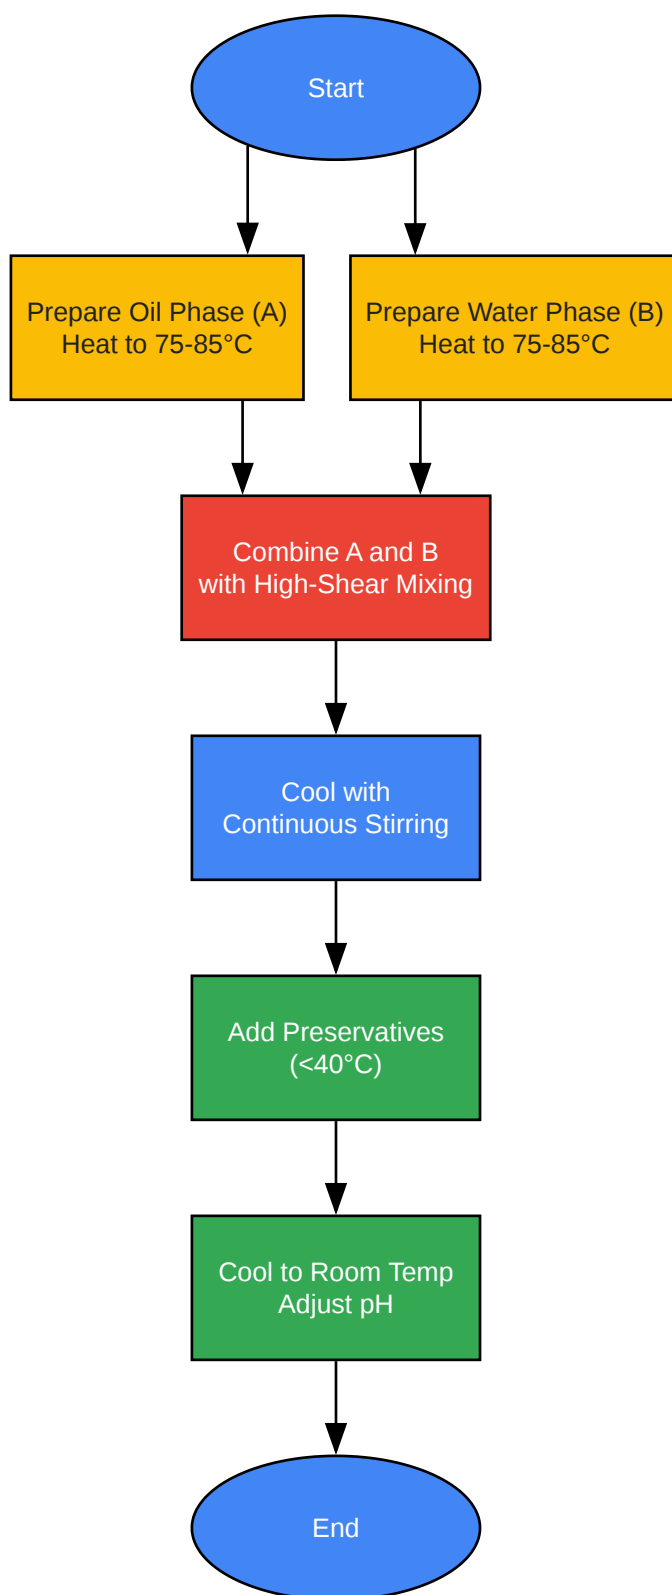 Start
Prepare Oil Phase (A)
Heat to 75-85°C
Prepare Water Phase (B)
Heat to 75-85°C
Combine A and B
with High-Shear Mixing
Cool with
Continuous Stirring
Add Preservatives
(<40°C)
Cool to Room Temp
Adjust pH
End